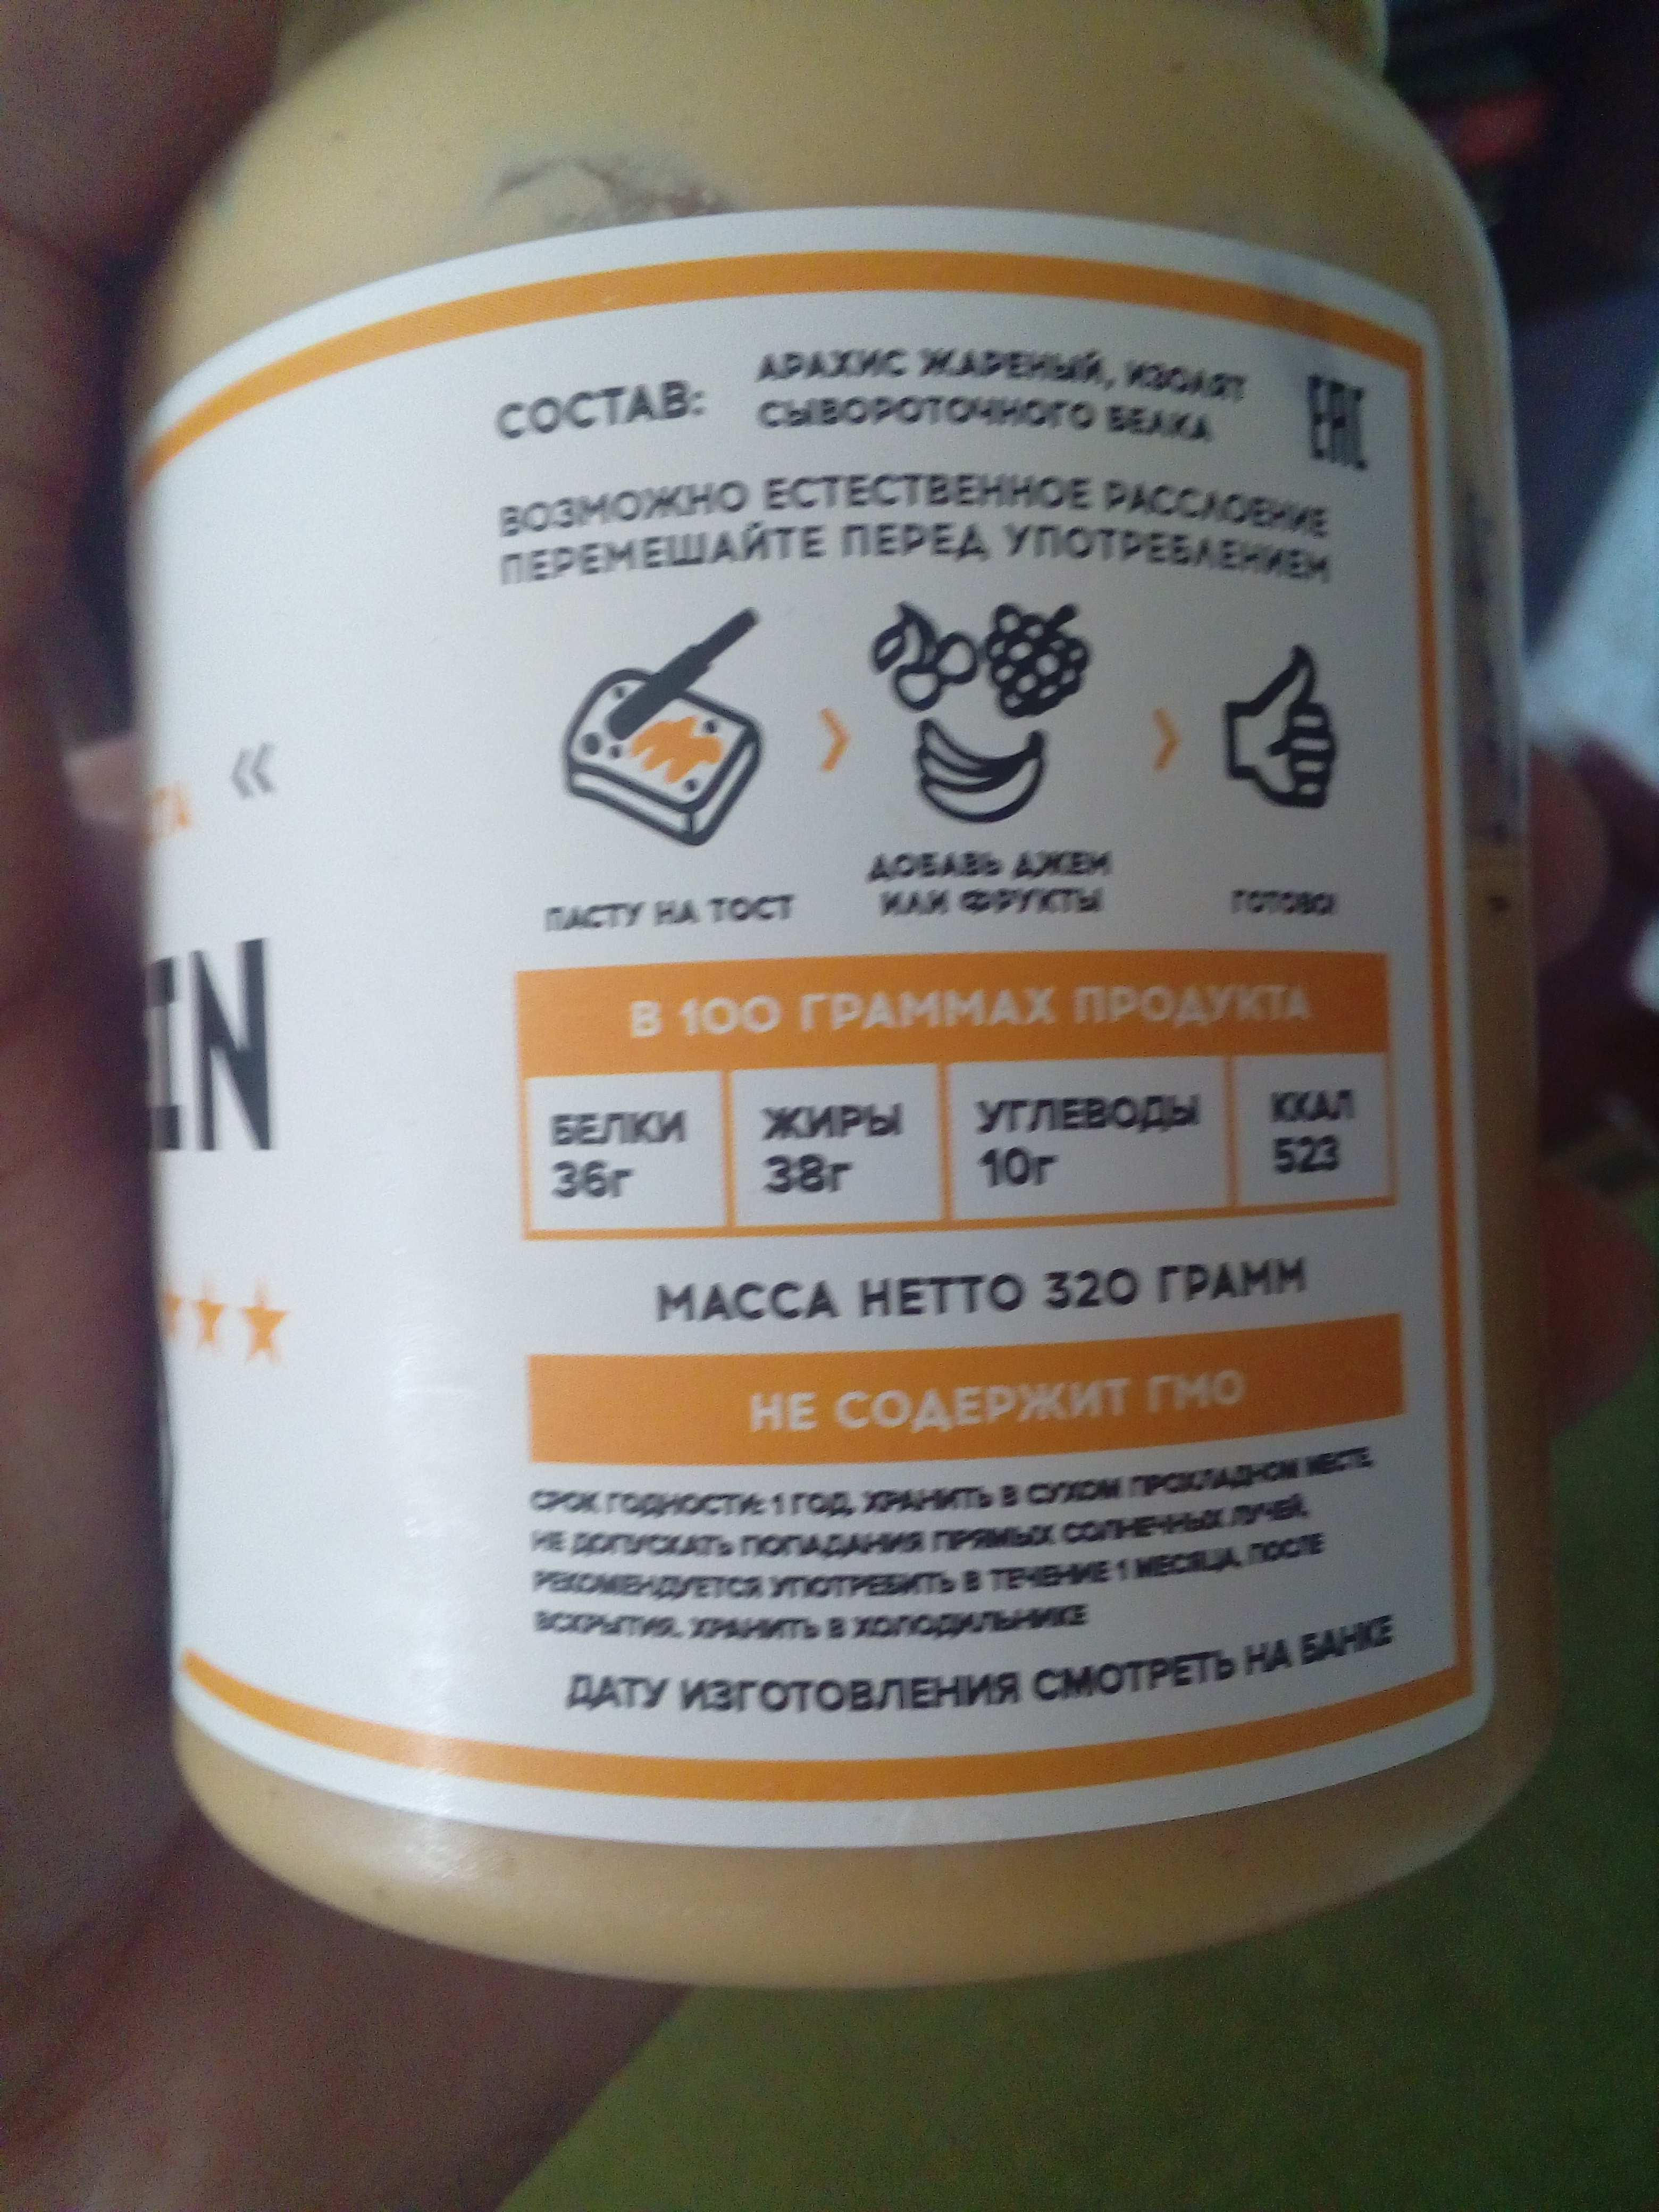 СОСТАВ:
АРАХИС ЖАРЕНЫЙ, ИЗОЛЯТ
СЫВОРОТОЧНОГО БЕЛКА
EAC
ВОЗМОЖНО ЕСТЕСТВЕННОЕ РАССЛОЕНИЕ
ПЕРЕМЕШАЙТЕ ПЕРЕД УПОТРЕБЛЕНИЕМ
«
ТА
IN
ПАСТУ НА ТОСТ
ДОБАВЬ ДЖЕМ
ИЛИ ФРУКТЫ
ГОТОВО!
В 100 ГРАММАХ ПРОДУКТА
БЕЛКИ
36г
ЖИРЫ
38г
УГЛЕВОДЫ
10г
ККАЛ
523
МАССА НЕТТО 320 ГРАММ
НЕ СОДЕРЖИТ ГМО
СРОК ГОДНОСТИ: 1 ГОД. ХРАНИТЬ В СУХОМ ПРОХЛАДНОМ МЕСТЕ,
НЕ ДОПУСКАТЬ ПОПАДАНИЯ ПРЯМЫХ СОЛНЕЧНЫХ ЛУЧЕЙ,
РЕКОМЕНДУЕТСЯ УПОТРЕБИТЬ В ТЕЧЕНИЕ 1 МЕСЯЦА, ПОСЛЕ
ВСКРЫТИЯ. ХРАНИТЬ В ХОЛОДИЛЬНИКЕ
ДАТУ ИЗГОТОВЛЕНИЯ СМОТРЕТЬ НА БАНКЕ